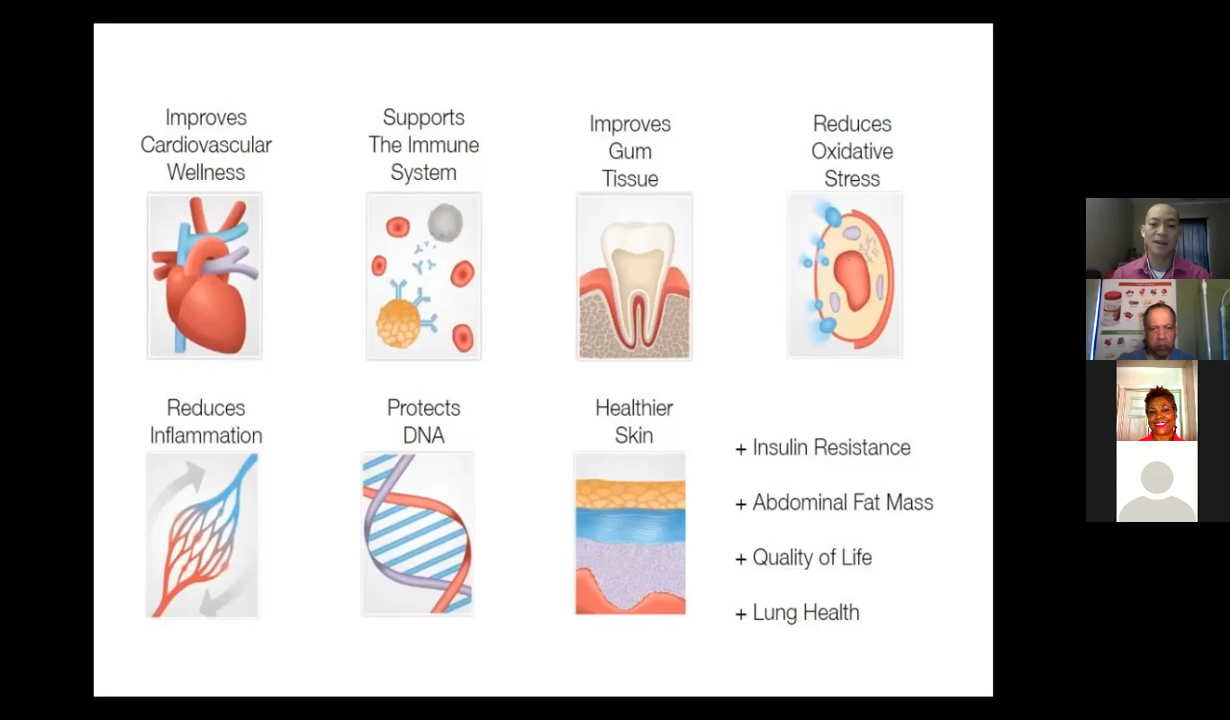 Improves
Cardiovascular
Wellness
Supports
The Immune
System
Improves
Gum
Tissue
Reduces
Oxidative
Stress
Reduces
Inflammation
Protects
DNA
Healthier
Skin
+ Insulin Resistance
+ Abdominal Fat Mass
+ Quality of Life
+ Lung Health